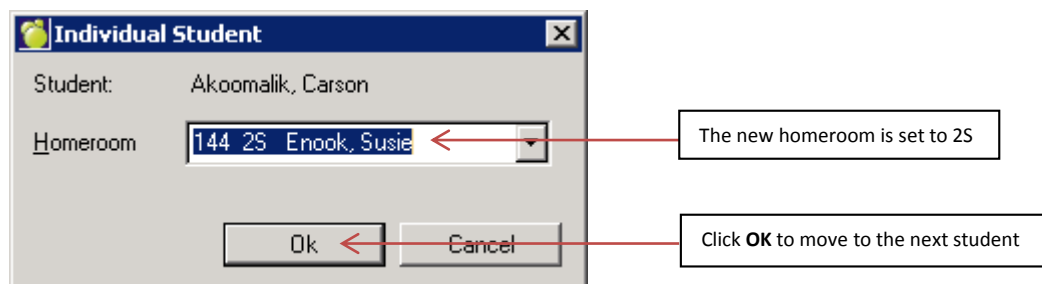 Individual Student
Student: Akoomalik, Carson
Homeroom 144 2S Enook, Susie
The new homeroom is set to 2S
Ok Cancel
Click OK to move to the next student